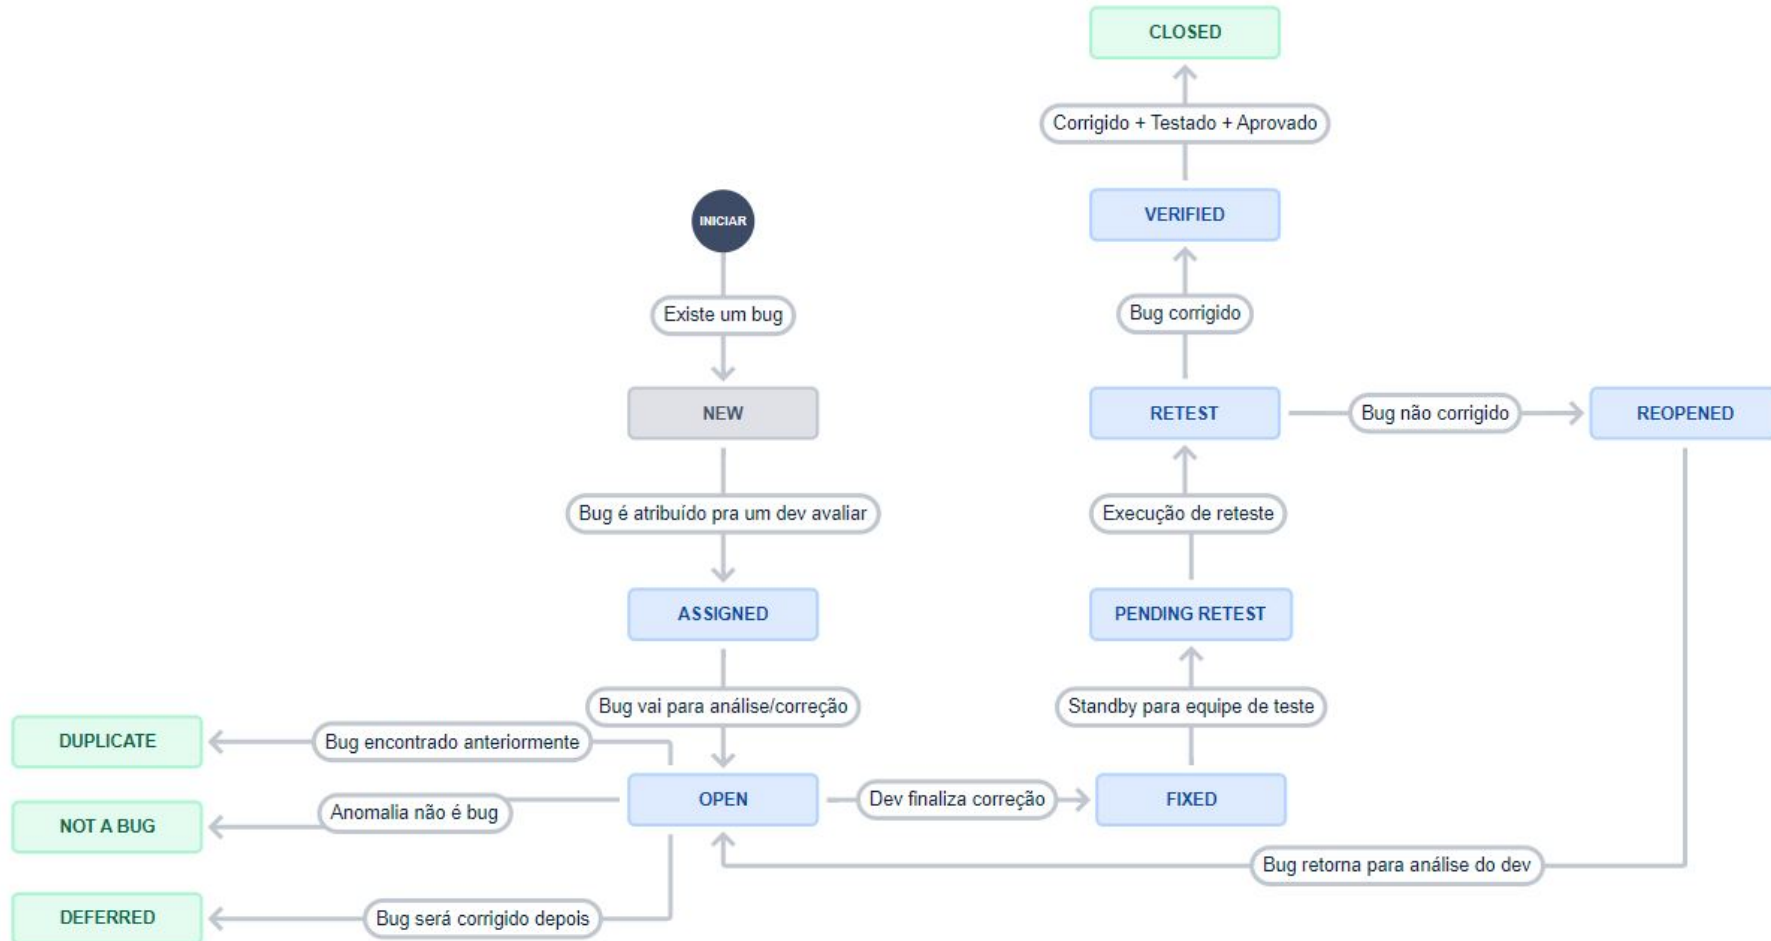 CLOSED
Corrigido + Testado + Aprovado
VERIFIED
INICIAR
Existe um bug
Bug corrigido
NEW
RETEST
Bug não corrigido
REOPENED
Bug é atribuído pra um dev avaliar
Execução de reteste
ASSIGNED
PENDING RETEST
Bug vai para análise/correção
Standby para equipe de teste
DUPLICATE
Bug encontrado anteriormente
OPEN
Dev finaliza correção
FIXED
NOT A BUG
Anomalia não é bug
Bug retorna para análise do dev
DEFERRED
Bug será corrigido depois